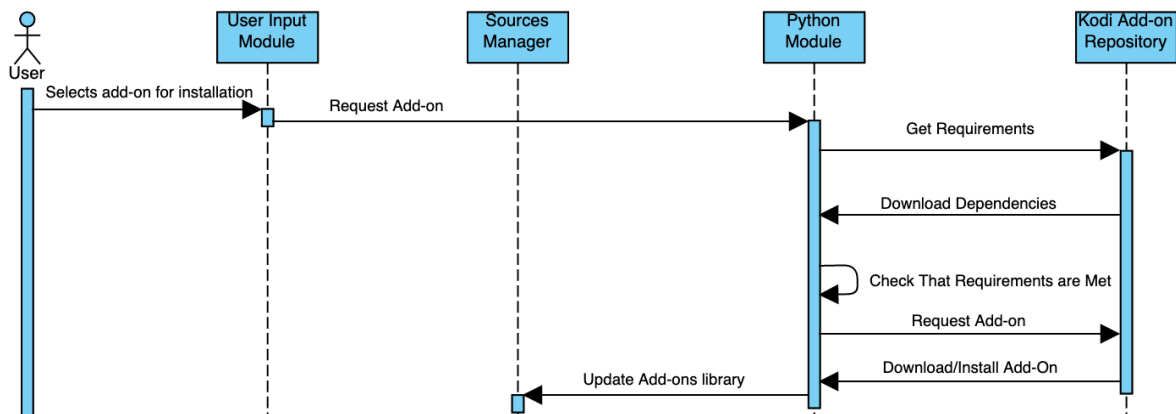 User Input
Module
Sources
Manager
Python
Module
Kodi Add-on
Repository
User
Selects add-on for installation
Request Add-on
Get Requirements
Download Dependencies
Check That Requirements are Met
Request Add-on
Download/Install Add-On
Update Add-ons library